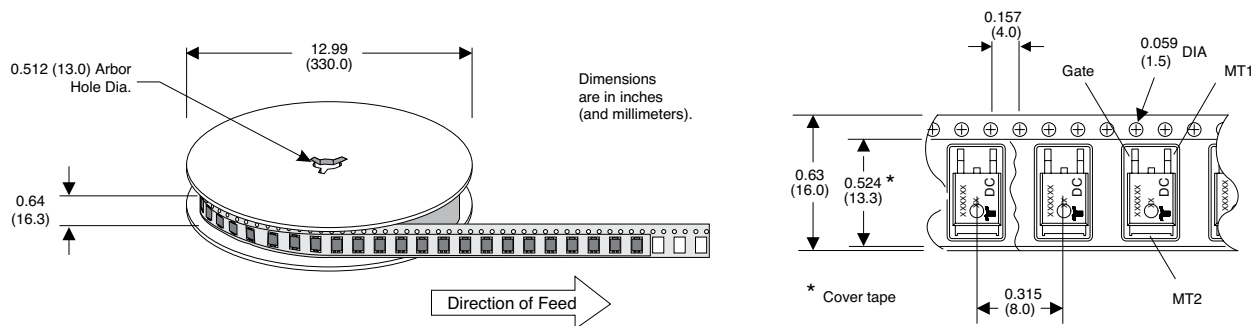 12.99
(330.0)
0.512 (13.0) Arbor
Hole Dia.
Dimensions
are in inches
(and millimeters).
0.64
(16.3)
Direction of Feed
0.157
(4.0)
0.059
(1.5)
DIA
Gate
MT1
0.63
(16.0)
0.524 *
(13.3)
XXXXXX
XX
DC
XXXXXX
XX
DC
XXXXXX
XX
DC
XXXXXX
* Cover tape
0.315
(8.0)
MT2